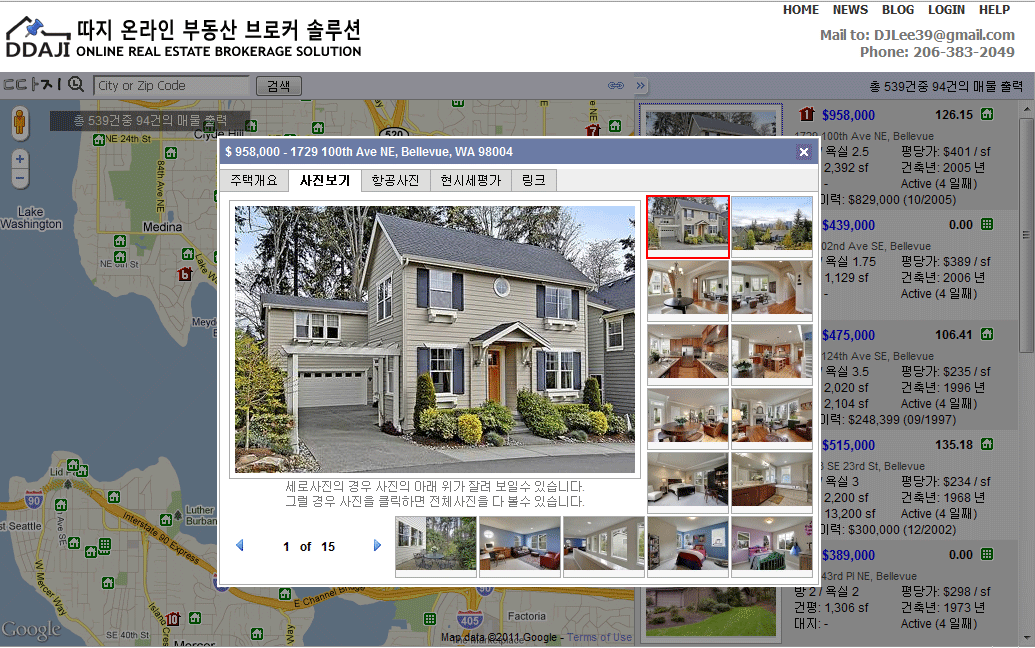 HOME NEWS BLOG LOGIN HELP
DDAJI
따지 온라인 부동산 브로커 솔루션
ONLINE REAL ESTATE BROKERAGE SOLUTION
Mail to: DJLee39@gmail.com
Phone: 206-383-2049
City or Zip Code
검색
총 539건중 94건의 매물 출력
총 539건중 94건의 매물 출력
NE 24th St
Clyde Hill
520
84th Ave NE
Lake
Washington
Medina
NE 8th St
Lake Wash
Meyde
Lid
90
Luther
Burban
st Seattle
Interstate 90 Express
W Mercer Way
E Channel B
90
405
Factoria
Island Cres
SE 40th St
Mercer
Google
Map data ©2011 Google - Terms of Use
$ 958,000 - 1729 100th Ave NE, Bellevue, WA 98004
주택개요 사진보기 항공사진 현시세평가 링크
세로사진의 경우 사진의 아래 위가 잘려 보일수 있습니다.
그럴 경우 사진을 클릭하면 전체사진을 다 볼수 있습니다.
1 of 15
1 $958,000 126.15
1729 100th Ave NE, Bellevue
/ 욕실 2.5 평당가: $401 / sf
2,392 sf 건축년: 2005 년
- Active (4 일째)
이력: $829,000 (10/2005)
$439,000 0.00
02nd Ave SE, Bellevue
/ 욕실 1.75 평당가: $389 / sf
1,129 sf 건축년: 2006 년
- Active (4 일째)
$475,000 106.41
124th Ave SE, Bellevue
/ 욕실 3.5 평당가: $235 / sf
2,020 sf 건축년: 1996 년
2,104 sf Active (4 일째)
이력: $248,399 (09/1997)
$515,000 135.18
SE 23rd St, Bellevue
/ 욕실 3 평당가: $234 / sf
2,200 sf 건축년: 1968 년
13,200 sf Active (4 일째)
이력: $300,000 (12/2002)
$389,000 0.00
43rd Pl NE, Bellevue
방 2 / 욕실 2 평당가: $298 / sf
건평: 1,306 sf 건축년: 1973 년
대지: - Active (4 일째)